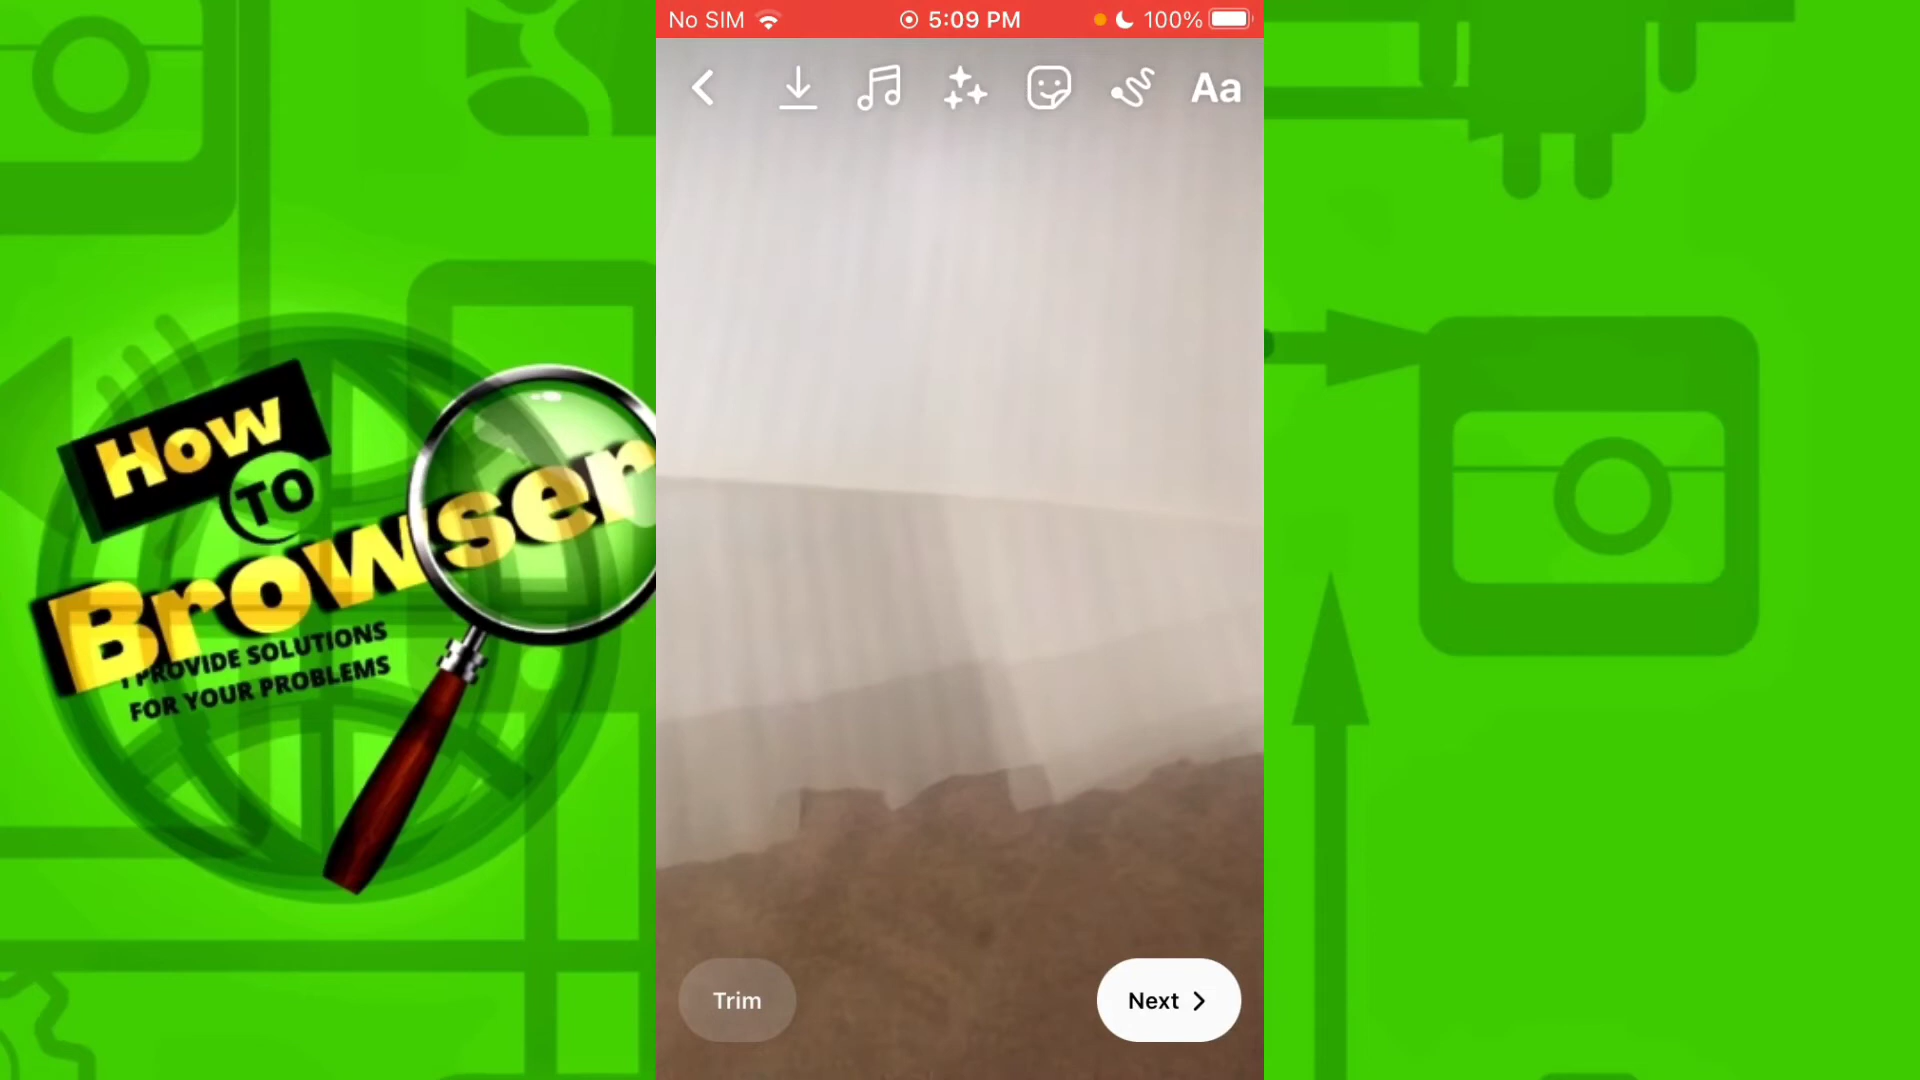 No SIM 5:09 PM 100%
Aa
How
TO
Browser
I PROVIDE SOLUTIONS
FOR YOUR PROBLEMS
Trim
Next